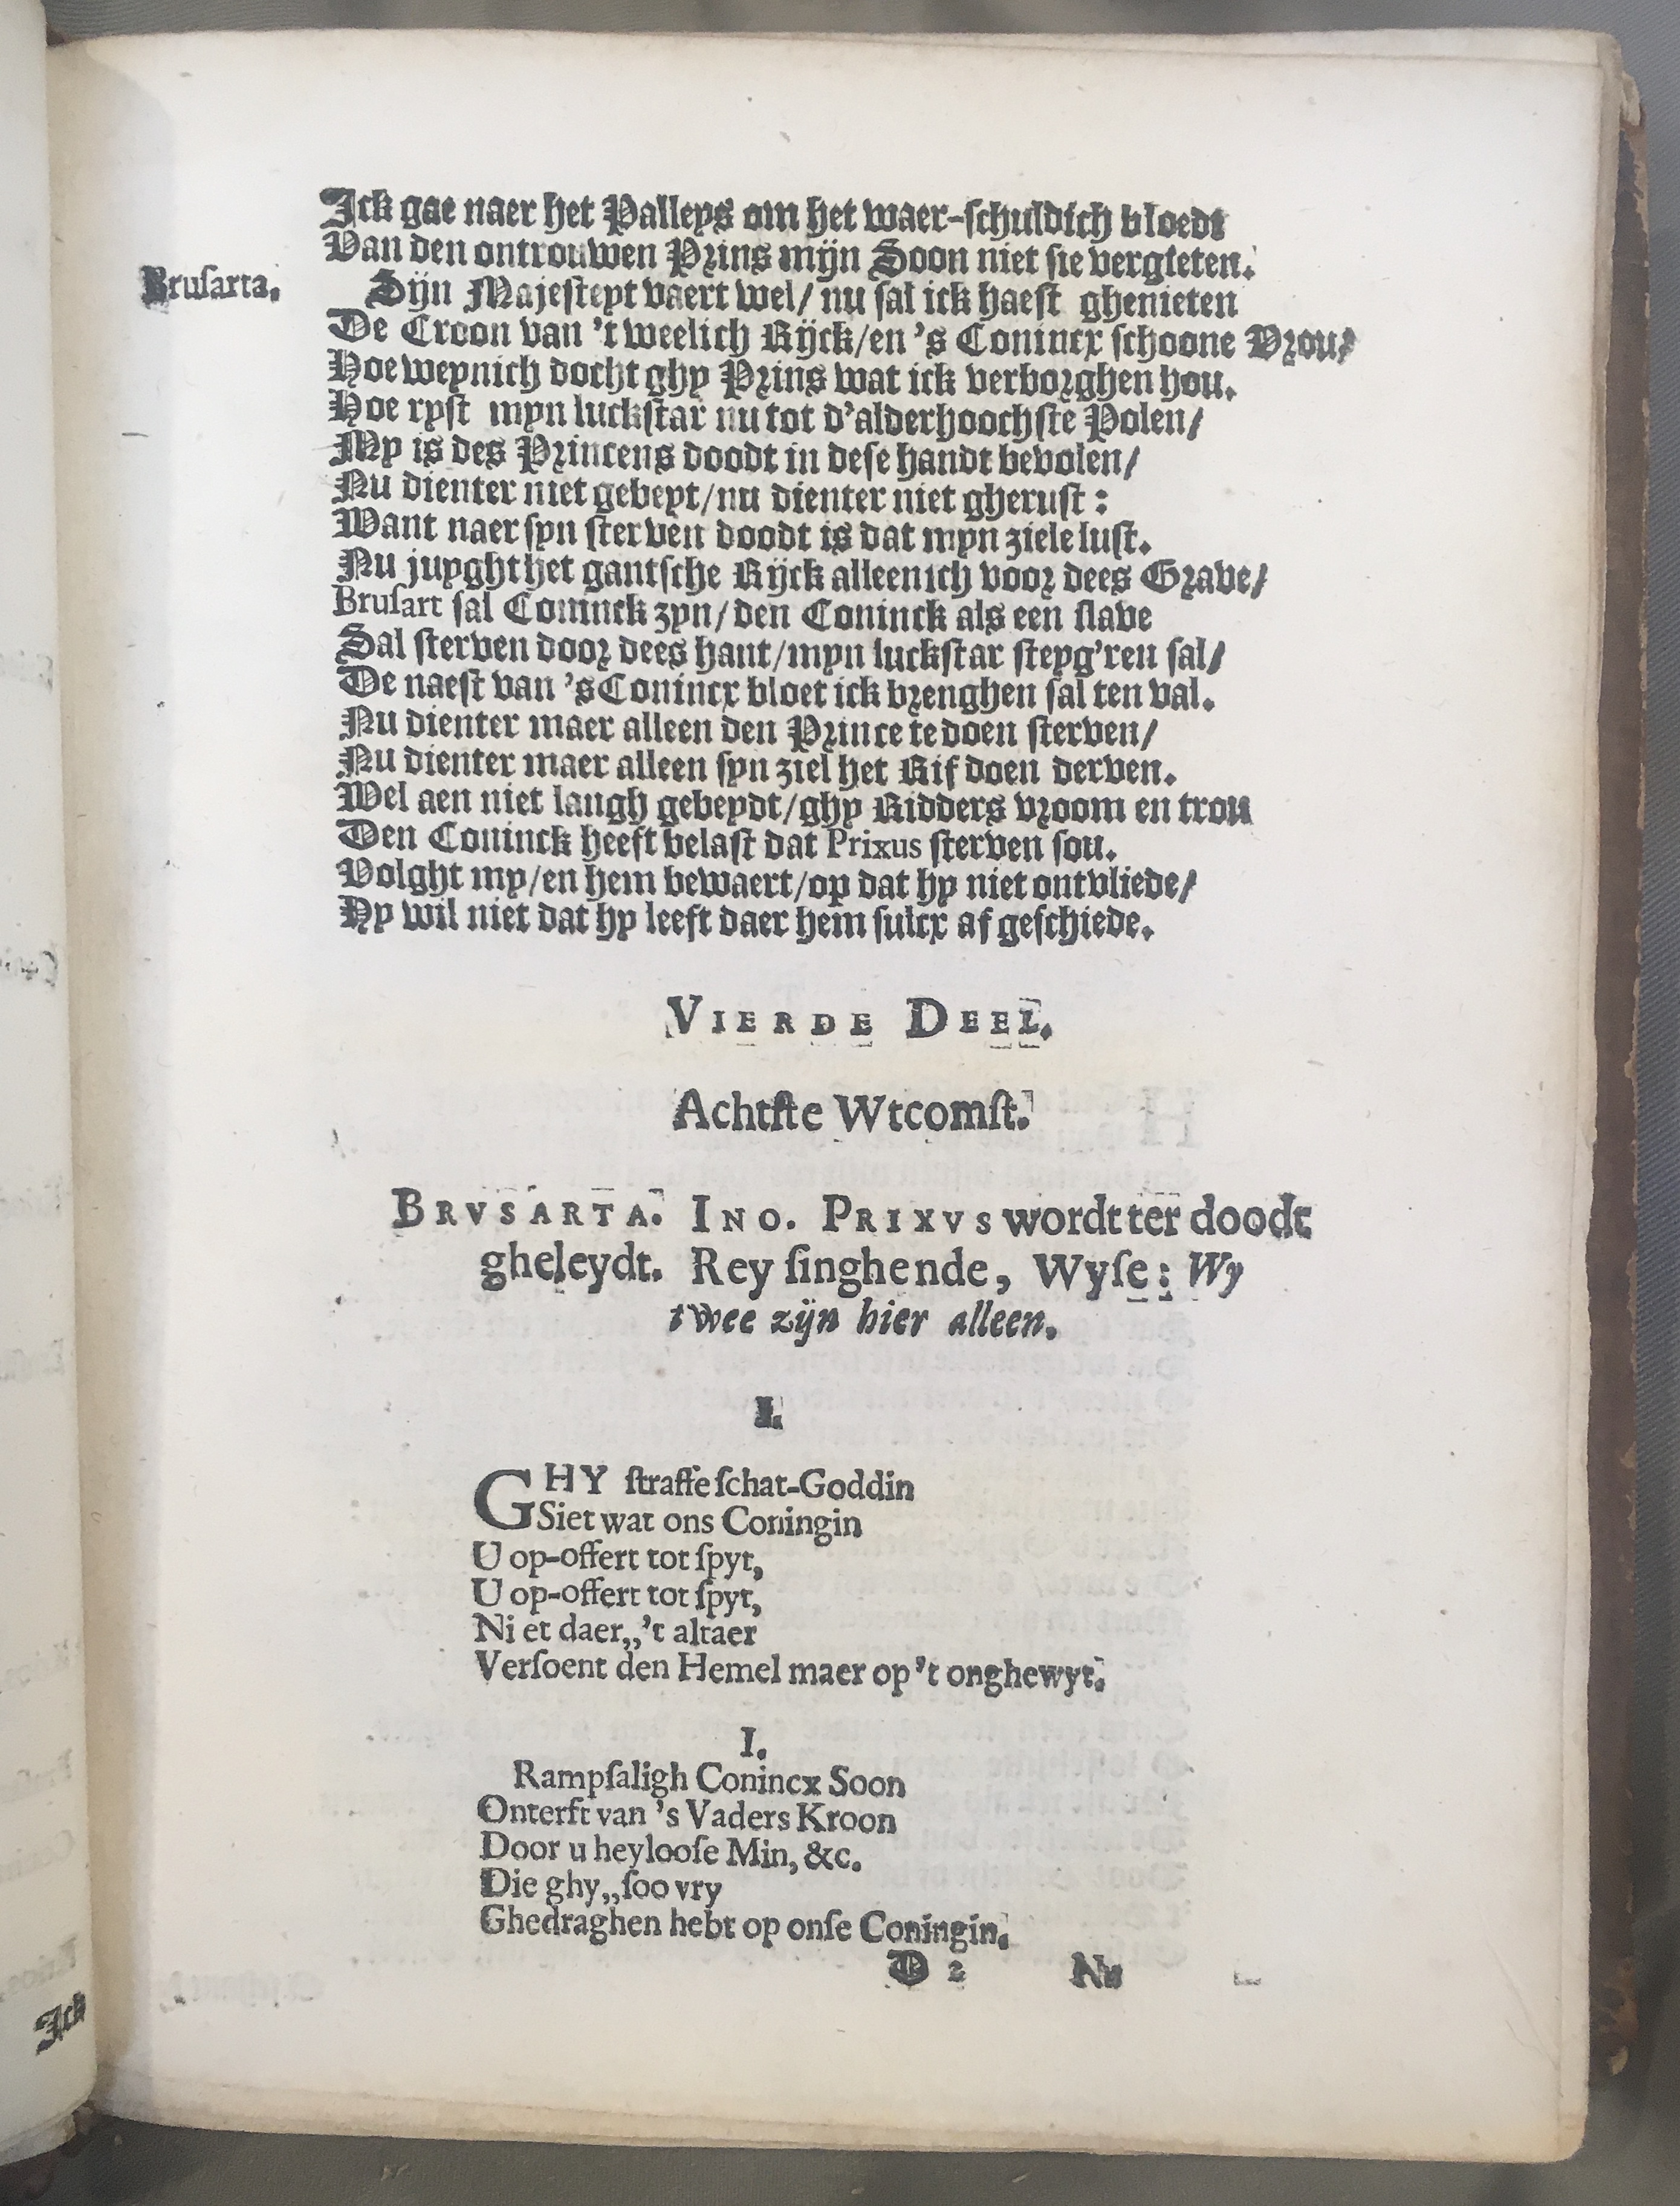 Ick gae naer het Palleys om het waer-schuldich bloedt
Van den ontrouwen Prins mijn Soon niet sie vergieten.
Brusarta. Sijn Majesteyt vaert wel/ nu sal ick haest ghenieten
De Croon van 't weelich Rijck/en 's Conincx schoone Vrou/
Hoe weynich docht ghy Prins wat ick verborghen hou.
Hoe ryst myn luckstar nu tot d'alderhoochste Polen/
My is des Princens doodt in dese handt bevolen/
Nu dienter niet gebeyt/nu dienter niet gherust:
Want naer syn sterven doodt is dat myn ziele lust.
Nu juyght het gantsche Rijck alleenich voor dees Grave/
Brusart sal Coninck zyn/den Coninck als een slave
Sal sterven door dees hant/myn luckstar steyg'ren sal/
De naest van 's Conincx bloet ick brenghen sal ten val.
Nu dienter maer alleen den Prince te doen sterven/
Nu dienter maer alleen syn ziel het Rif doen derven.
Wel aen niet langh gebeydt/ghy Ridders vroom en trou
Den Coninck heeft belast dat Prixus sterven sou.
Volght my/en hem bewaert/op dat hy niet ontvliede/
Hy wil niet dat hy leeft daer hem sulcx af geschiede.
VIERDE DEEL.
Achtste Wtcomst.
BRVSARTA. INO. PRIXVS wordt ter doodt
gheleydt. Rey singhende, Wyse: Wy
twee zijn hier alleen.
I.
GHY straffe schat-Goddin
Siet wat ons Coningin
U op-offert tot spyt,
U op-offert tot spyt,
Ni et daer,,'t altaer
Versoent den Hemel maer op 't onghewyt.
I.
Rampsaligh Conincx Soon
Onterft van 's Vaders Kroon
Door u heyloose Min, &c.
Die ghy,,soo vry
Ghedraghen hebt op onse Coningin.
D 2 Nu
Ick